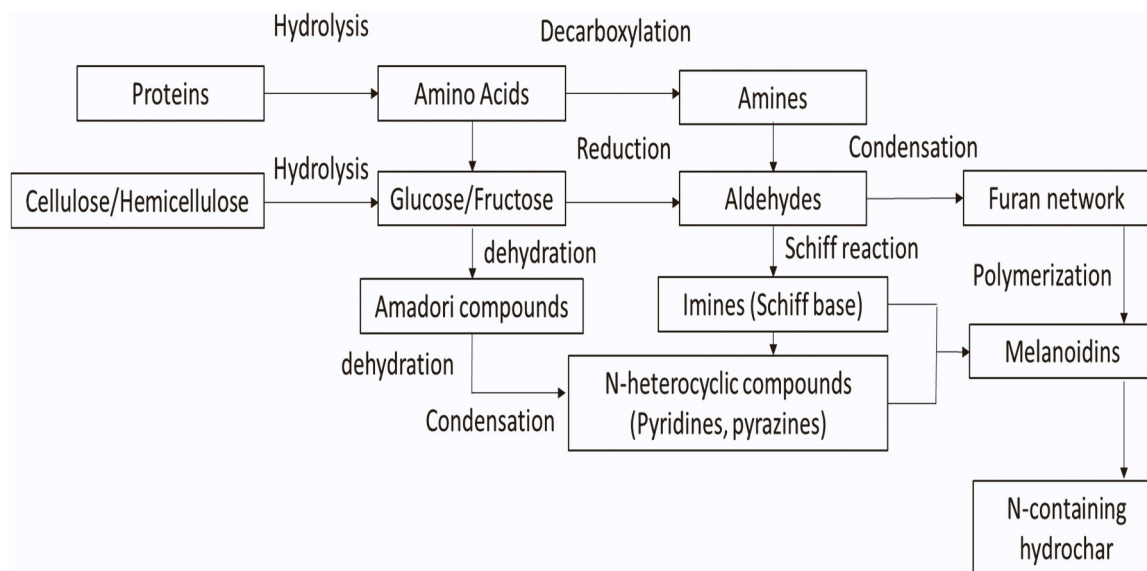 Hydrolysis
Decarboxylation
Proteins
Amino Acids
Amines
Hydrolysis
Reduction
Condensation
Cellulose/Hemicellulose
Glucose/Fructose
Aldehydes
Furan network
dehydration
Schiff reaction
Polymerization
Amadori compounds
Imines (Schiff base)
Melanoidins
dehydration
Condensation
N-heterocyclic compounds
(Pyridines, pyrazines)
N-containing
hydrochar